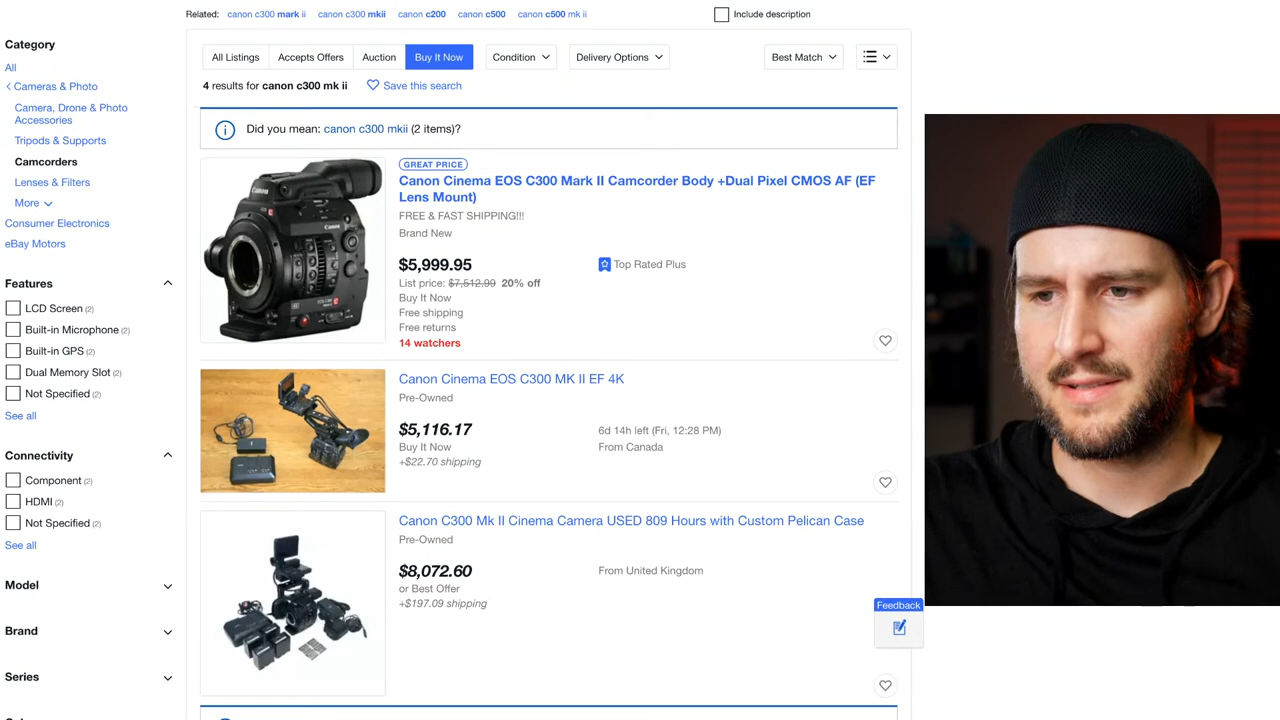 Related: canon c300 mark ii canon c300 mkii canon c200 canon c500 canon c500 mk ii Include description
Category
All
Cameras & Photo
Camera, Drone & Photo
Accessories
Tripods & Supports
Camcorders
Lenses & Filters
More
Consumer Electronics
eBay Motors
Features
LCD Screen (2)
Built-in Microphone (2)
Built-in GPS (2)
Dual Memory Slot (2)
Not Specified (2)
See all
Connectivity
Component (2)
HDMI (2)
Not Specified (2)
See all
Model
Brand
Series
All Listings Accepts Offers Auction Buy It Now Condition Delivery Options Best Match
4 results for canon c300 mk ii Save this search
Did you mean: canon c300 mkii (2 items)?
GREAT PRICE
Canon Cinema EOS C300 Mark II Camcorder Body +Dual Pixel CMOS AF (EF
Lens Mount)
FREE & FAST SHIPPING!!!
Brand New
$5,999.95 Top Rated Plus
List price: $7,512.99 20% off
Buy It Now
Free shipping
Free returns
14 watchers
Canon Cinema EOS C300 MK II EF 4K
Pre-Owned
$5,116.17 6d 14h left (Fri, 12:28 PM)
Buy It Now From Canada
+$22.70 shipping
Canon C300 Mk II Cinema Camera USED 809 Hours with Custom Pelican Case
Pre-Owned
$8,072.60 From United Kingdom
or Best Offer
+$197.09 shipping
Feedback
Canon
Canon